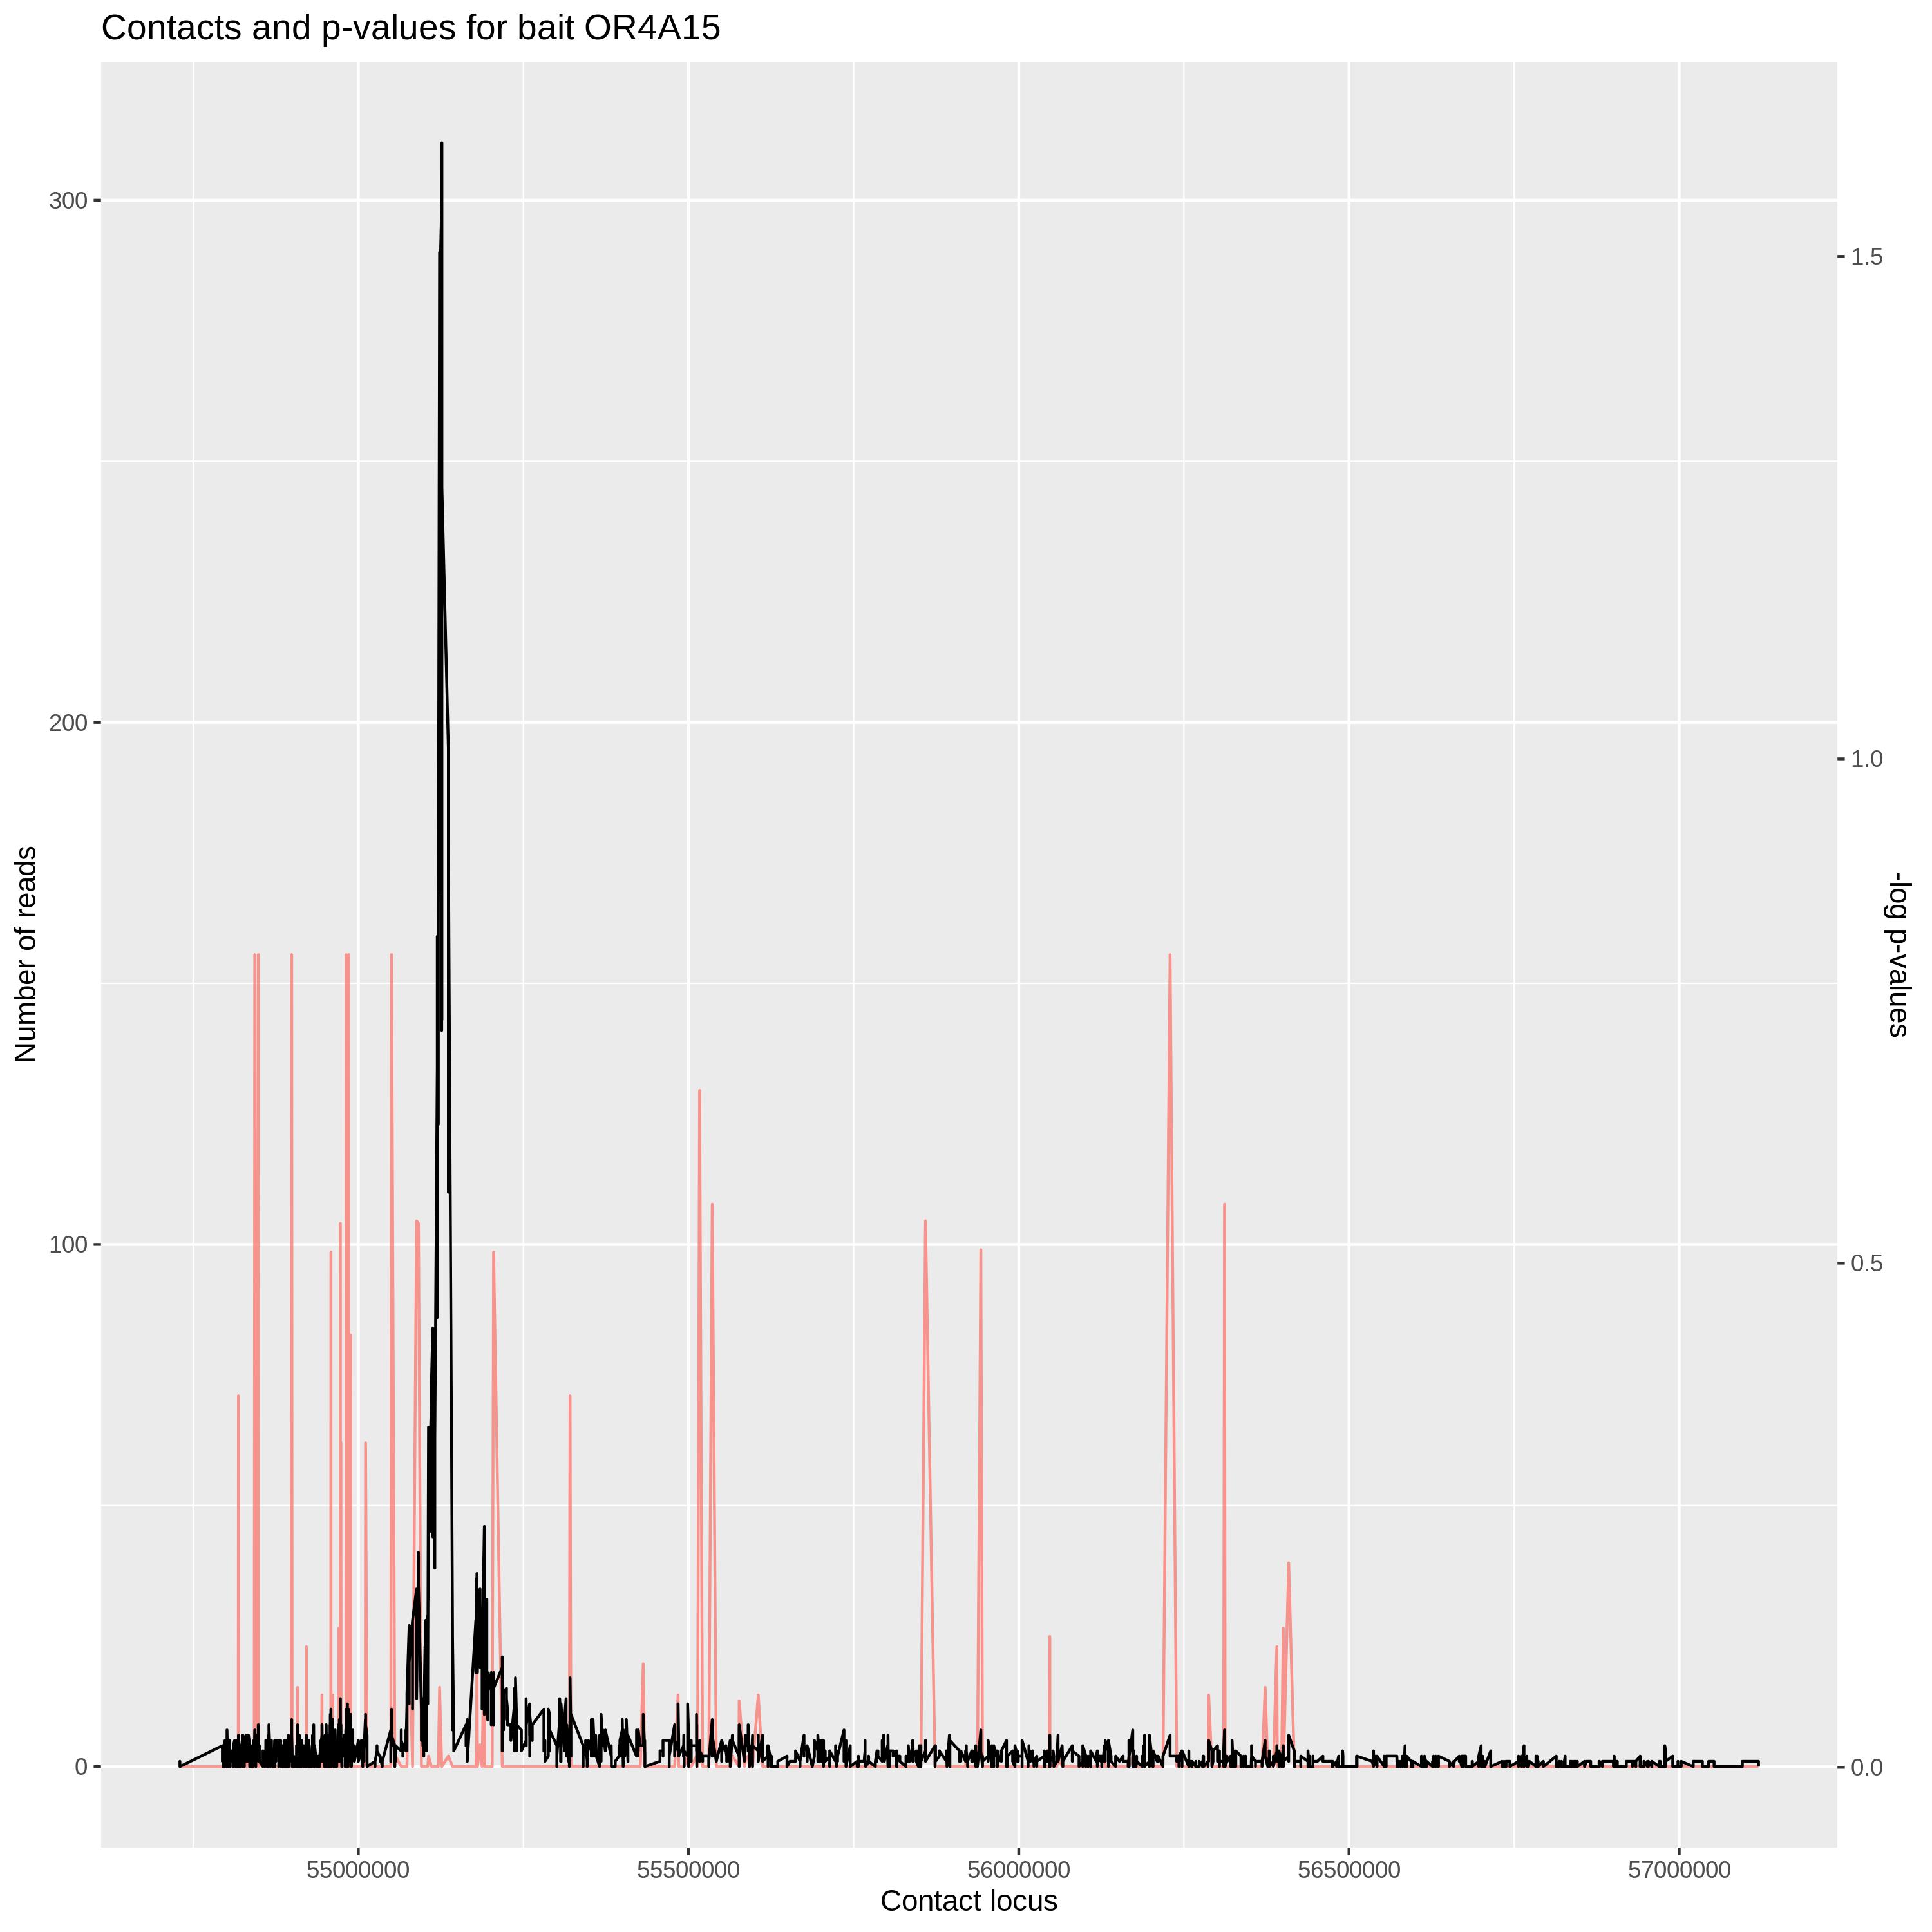 Contacts and p-values for bait OR4A15
300
200
100
0
Number of reads
1.5
1.0
0.5
0.0
-log p-values
55000000 55500000 56000000 56500000 57000000
Contact locus